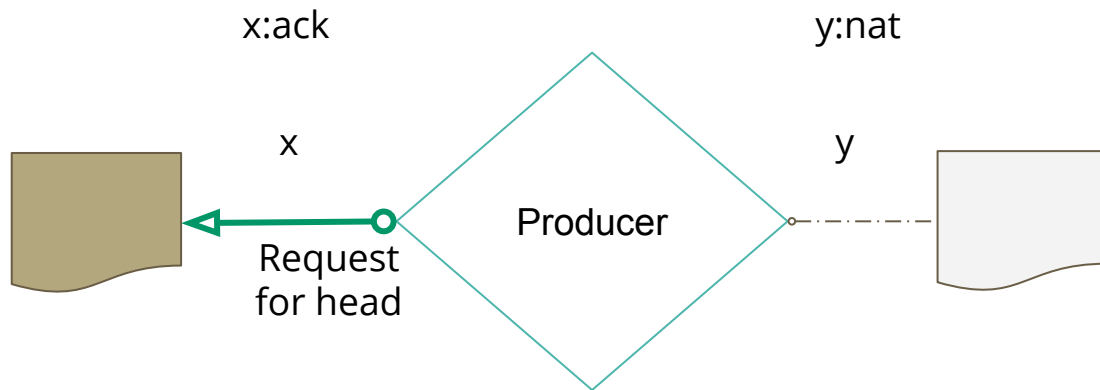 x:ack
y:nat
x
y
Producer
Request
for head